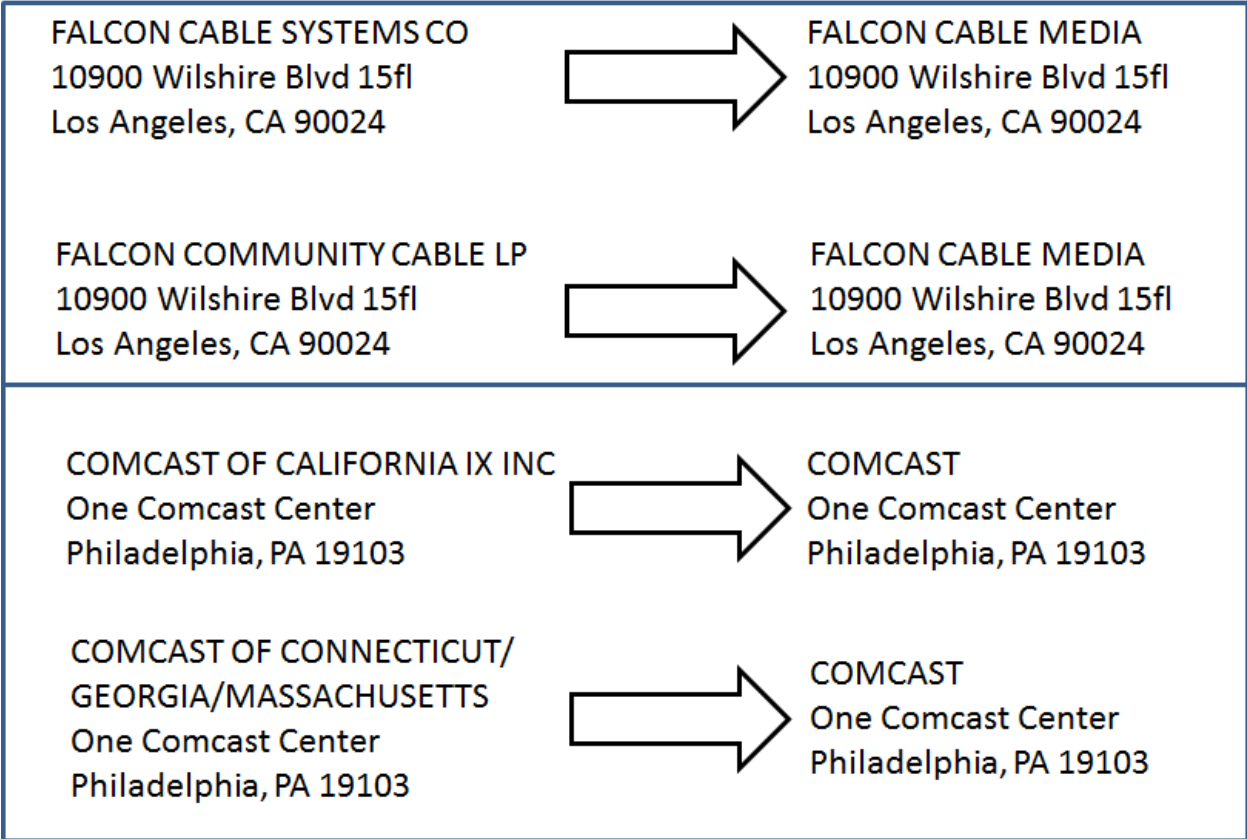 FALCON CABLE SYSTEMS CO
10900 Wilshire Blvd 15fl
Los Angeles, CA 90024
FALCON CABLE MEDIA
10900 Wilshire Blvd 15fl
Los Angeles, CA 90024
FALCON COMMUNITY CABLE LP
10900 Wilshire Blvd 15fl
Los Angeles, CA 90024
FALCON CABLE MEDIA
10900 Wilshire Blvd 15fl
Los Angeles, CA 90024
COMCAST OF CALIFORNIA IX INC
One Comcast Center
Philadelphia, PA 19103
COMCAST
One Comcast Center
Philadelphia, PA 19103
COMCAST OF CONNECTICUT/
GEORGIA/MASSACHUSETTS
One Comcast Center
Philadelphia, PA 19103
COMCAST
One Comcast Center
Philadelphia, PA 19103